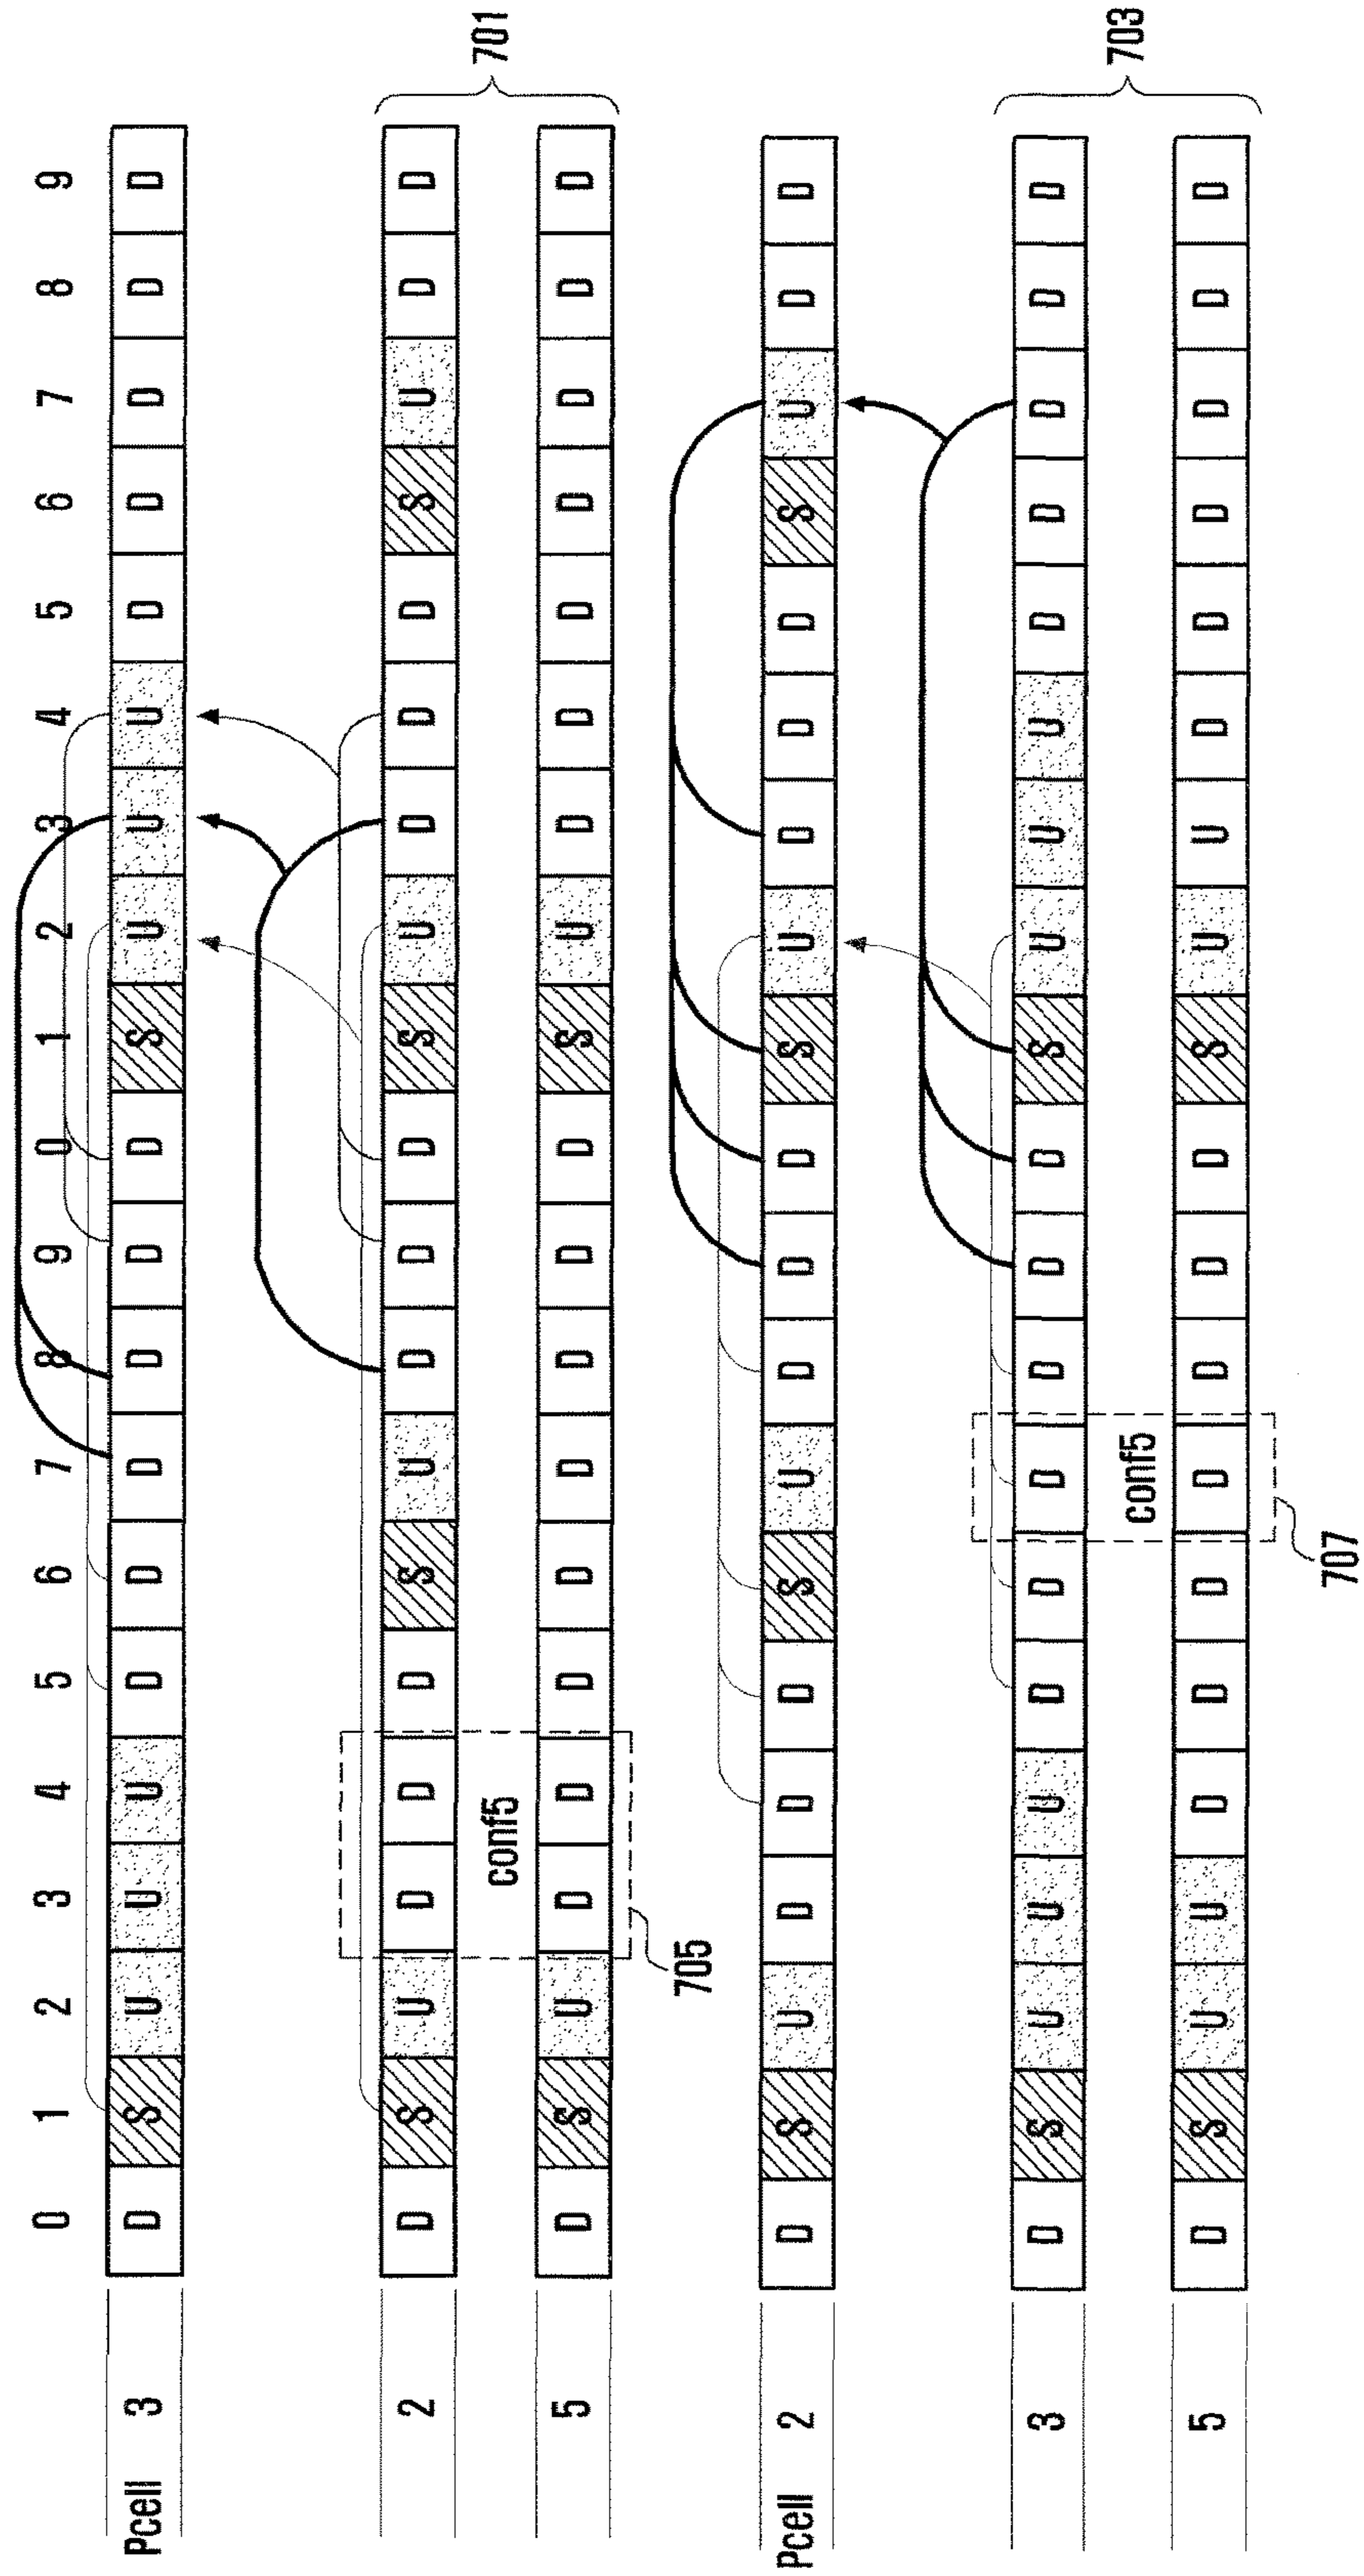 0 1 2 3 4 5 6 7 8 9 0 1 2 3 4 5 6 7 8 9
Pcell 3 D S U U U D D D D D D S U U U D D D D D
2 D S U D D D S U D D D S U D D D S U D D
conf5
701
5 D S U D D D D D D D D S U D D D D D D D
705
Pcell 2 D S U D D D S U D D D S U D D D S U D D
3 D S U U U D D D D D D S U U U D D D D D
conf5
703
5 D S U U D D D D D D D S U U D D D D D D
707